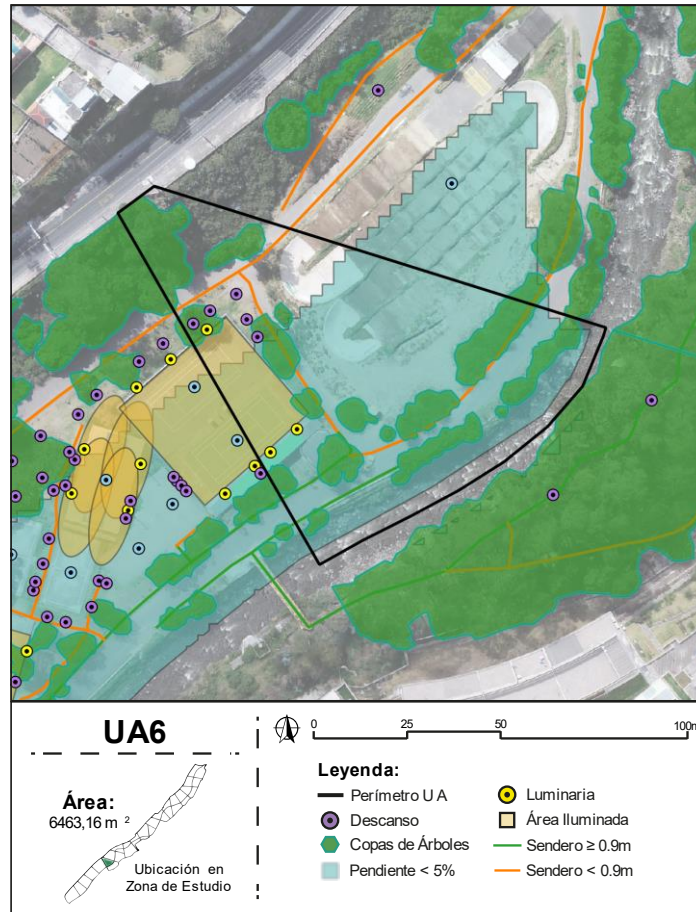 UA6
Área:
6463,16 m 2
Ubicación en
Zona de Estudio
0 25 50 100m
Leyenda:
Perímetro U A
Descanso
Copas de Árboles
Pendiente < 5%
Luminaria
Área Iluminada
Sendero ≥ 0.9m
Sendero < 0.9m